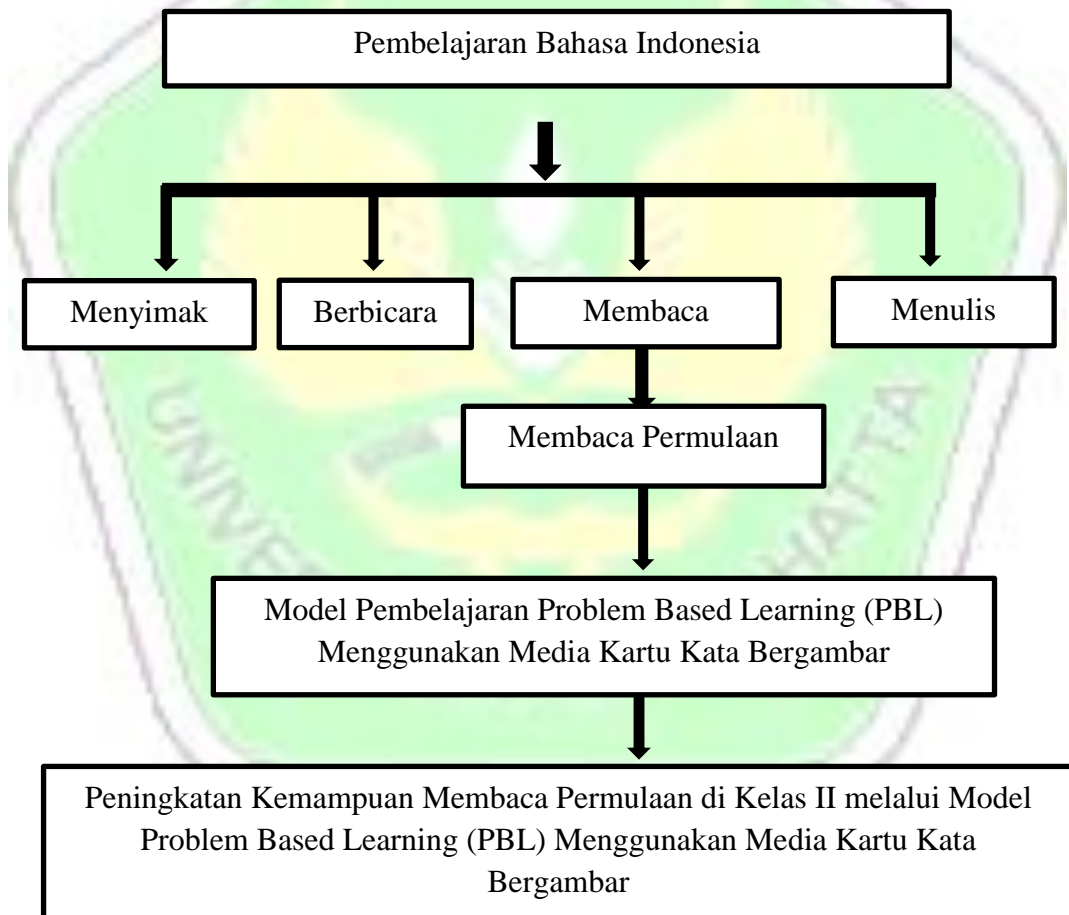 Pembelajaran Bahasa Indonesia
Menyimak
Berbicara
Membaca
Menulis
Membaca Permulaan
Model Pembelajaran Problem Based Learning (PBL)
Menggunakan Media Kartu Kata Bergambar
Peningkatan Kemampuan Membaca Permulaan di Kelas II melalui Model
Problem Based Learning (PBL) Menggunakan Media Kartu Kata
Bergambar
HATTA